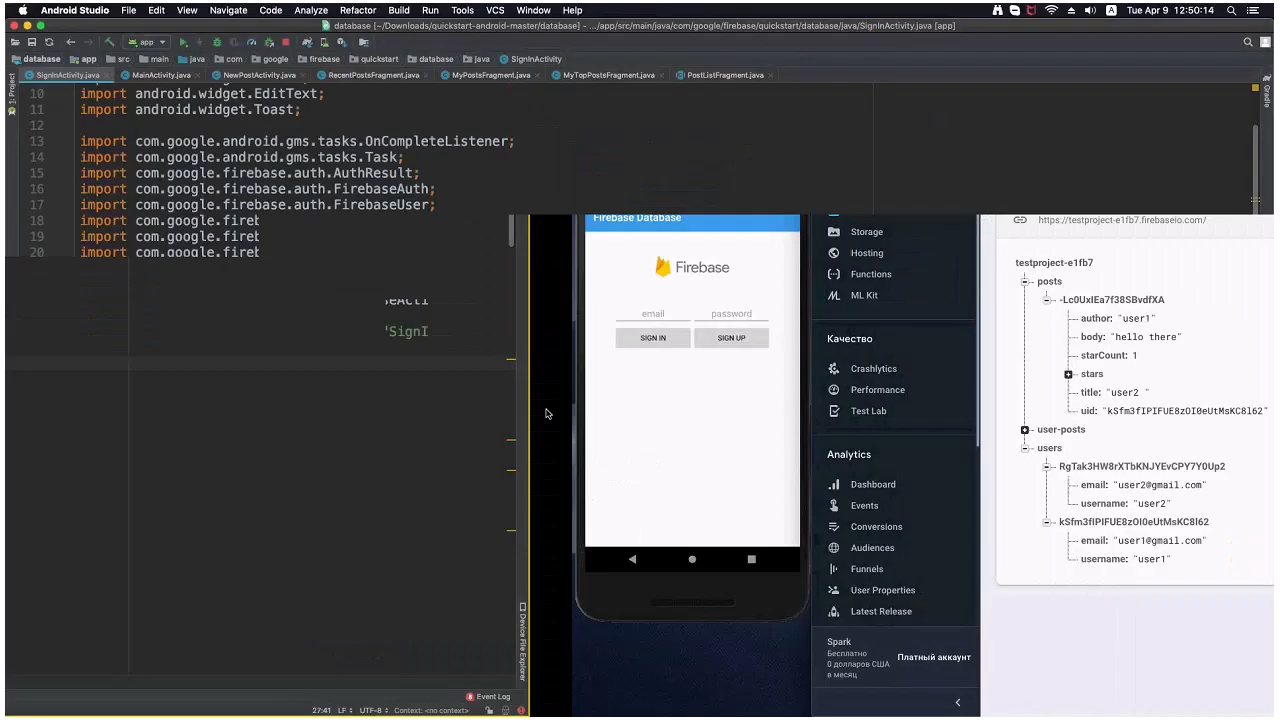 Android Studio File Edit View Navigate Code Analyze Refactor Build Run Tools VCS Window Help Tue Apr 9 12:50:14
database [~/Downloads/quickstart-android-master/database] - .../app/src/main/java/com/google/firebase/quickstart/database/java/SignInActivity.java [app]
app
database app src main java com google firebase quickstart database java SignInActivity
SignInActivity.java MainActivity.java NewPostActivity.java RecentPostsFragment.java MyPostsFragment.java MyTopPostsFragment.java PostListFragment.java
1: Project
Gradle
10 import android.widget.EditText;
11 import android.widget.Toast;
12
13 import com.google.android.gms.tasks.OnCompleteListener;
14 import com.google.android.gms.tasks.Task;
15 import com.google.firebase.auth.AuthResult;
16 import com.google.firebase.auth.FirebaseAuth;
17 import com.google.firebase.auth.FirebaseUser;
18 import com.google.fireb
19 import com.google.fireb
20 import com.google.fireb
'SignI
Device File Explorer
8 Event Log
27:41 LF UTF-8 Context: <no context>
Firebase Database
Firebase
email password
SIGN IN SIGN UP
Storage
Hosting
Functions
ML Kit
Качество
Crashlytics
Performance
Test Lab
Analytics
Dashboard
Events
Conversions
Audiences
Funnels
User Properties
Latest Release
Spark
Бесплатно
0 долларов США
в месяц
Платный аккаунт
https://testproject-e1fb7.firebaseio.com/
testproject-e1fb7
posts
-Lc0UxIEa7f38SBvdfXA
author: "user1"
body: "hello there"
starCount: 1
stars
title: "user2 "
uid: "kSfm3fIPIFUE8zOI0eUtMsKC8l62"
user-posts
users
RgTak3HW8rXTbKNJYEvCPY7Y0Up2
email: "user2@gmail.com"
username: "user2"
kSfm3fIPIFUE8zOI0eUtMsKC8l62
email: "user1@gmail.com"
username: "user1"